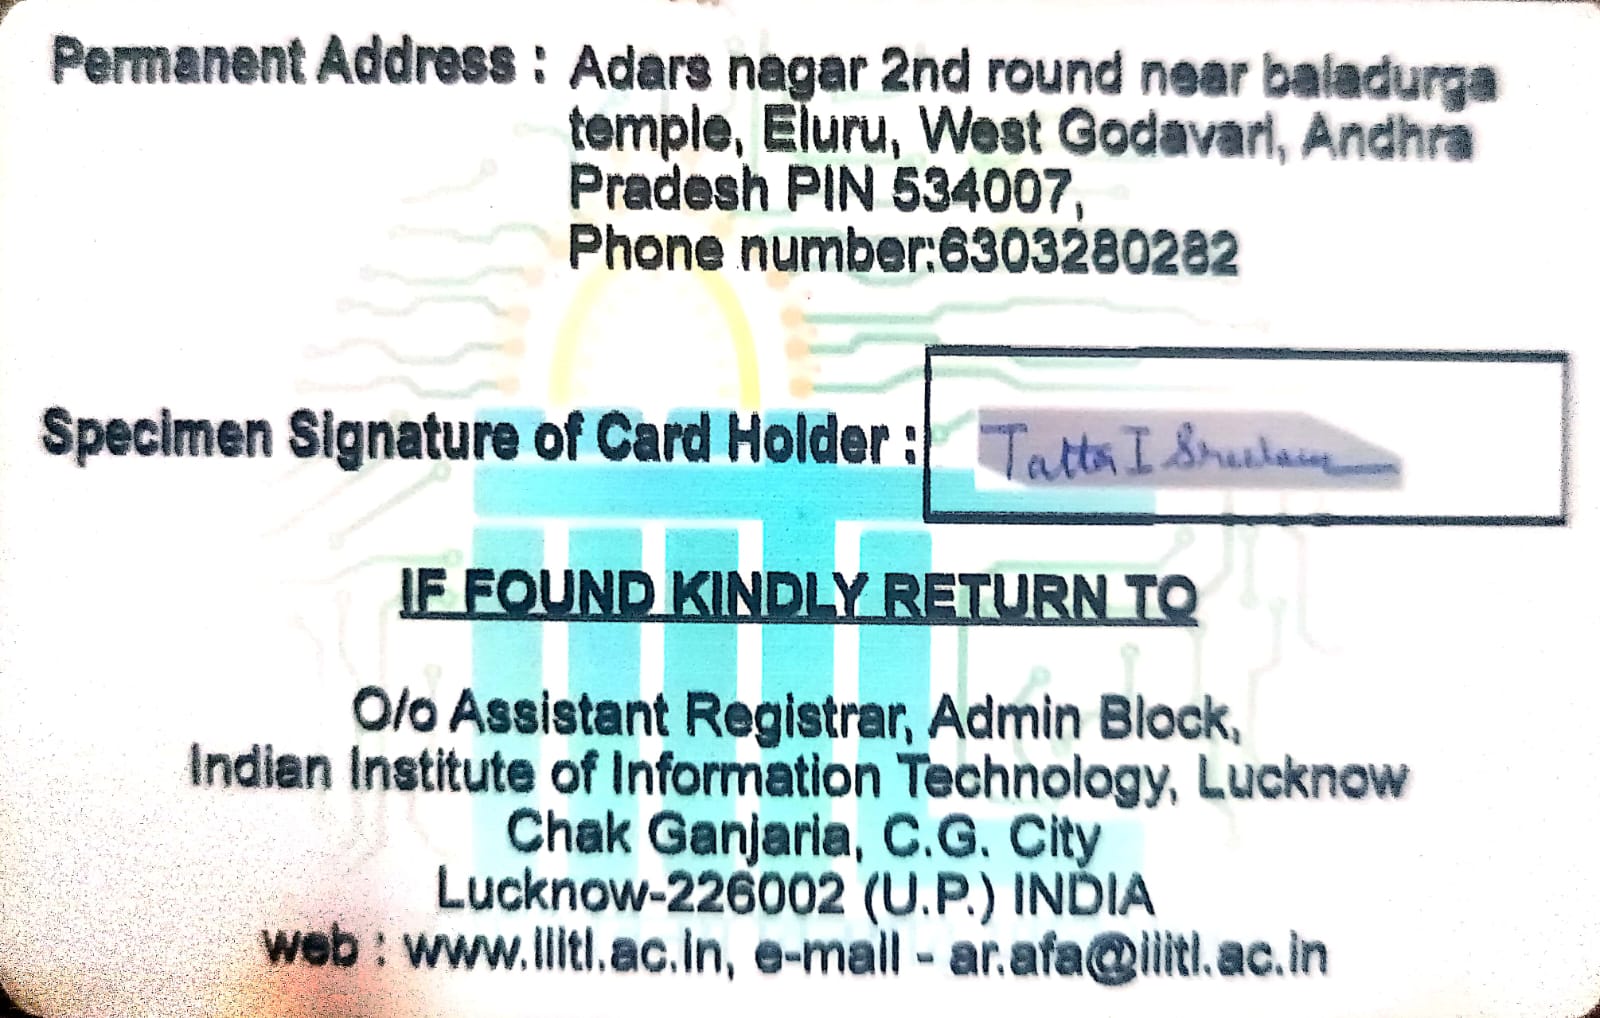 Permanent Address : Adars nagar 2nd round near baladurga
temple, Eluru, West Godavari, Andhra
Pradesh PIN 534007,
Phone number:6303280282
Specimen Signature of Card Holder :
Tatta I
IF FOUND KINDLY RETURN TO
O/o Assistant Registrar, Admin Block,
Indian Institute of Information Technology, Lucknow
Chak Ganjaria, C.G. City
Lucknow-226002 (U.P.) INDIA
web : www.iiitl.ac.in, e-mail - ar.afa@iiitl.ac.in